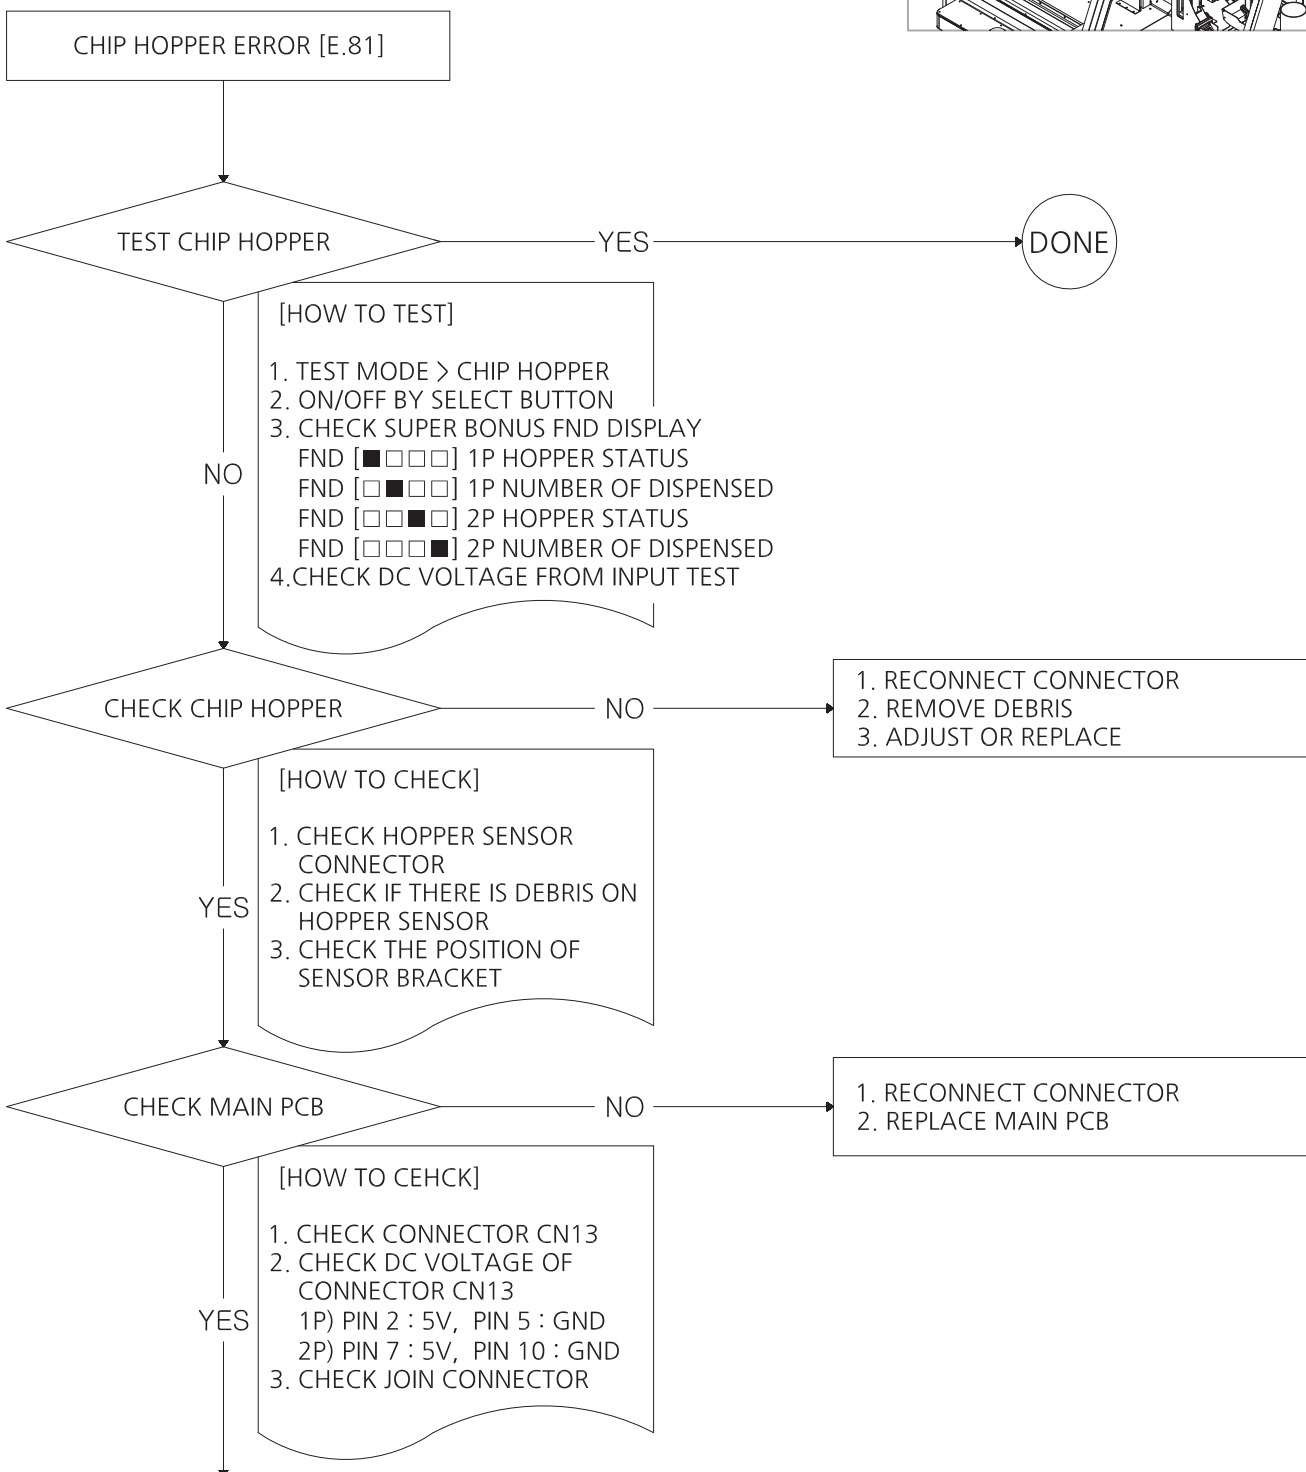 CHIP HOPPER ERROR [E.81]
TEST CHIP HOPPER
YES
DONE
[HOW TO TEST]
1. TEST MODE > CHIP HOPPER
2. ON/OFF BY SELECT BUTTON
3. CHECK SUPER BONUS FND DISPLAY
FND [■□□□] 1P HOPPER STATUS
FND [□■□□] 1P NUMBER OF DISPENSED
FND [□□■□] 2P HOPPER STATUS
FND [□□□■] 2P NUMBER OF DISPENSED
4.CHECK DC VOLTAGE FROM INPUT TEST
NO
CHECK CHIP HOPPER
NO
1. RECONNECT CONNECTOR
2. REMOVE DEBRIS
3. ADJUST OR REPLACE
[HOW TO CHECK]
1. CHECK HOPPER SENSOR
CONNECTOR
2. CHECK IF THERE IS DEBRIS ON
HOPPER SENSOR
3. CHECK THE POSITION OF
SENSOR BRACKET
YES
CHECK MAIN PCB
NO
1. RECONNECT CONNECTOR
2. REPLACE MAIN PCB
[HOW TO CEHCK]
1. CHECK CONNECTOR CN13
2. CHECK DC VOLTAGE OF
CONNECTOR CN13
1P) PIN 2 : 5V, PIN 5 : GND
2P) PIN 7 : 5V, PIN 10 : GND
3. CHECK JOIN CONNECTOR
YES